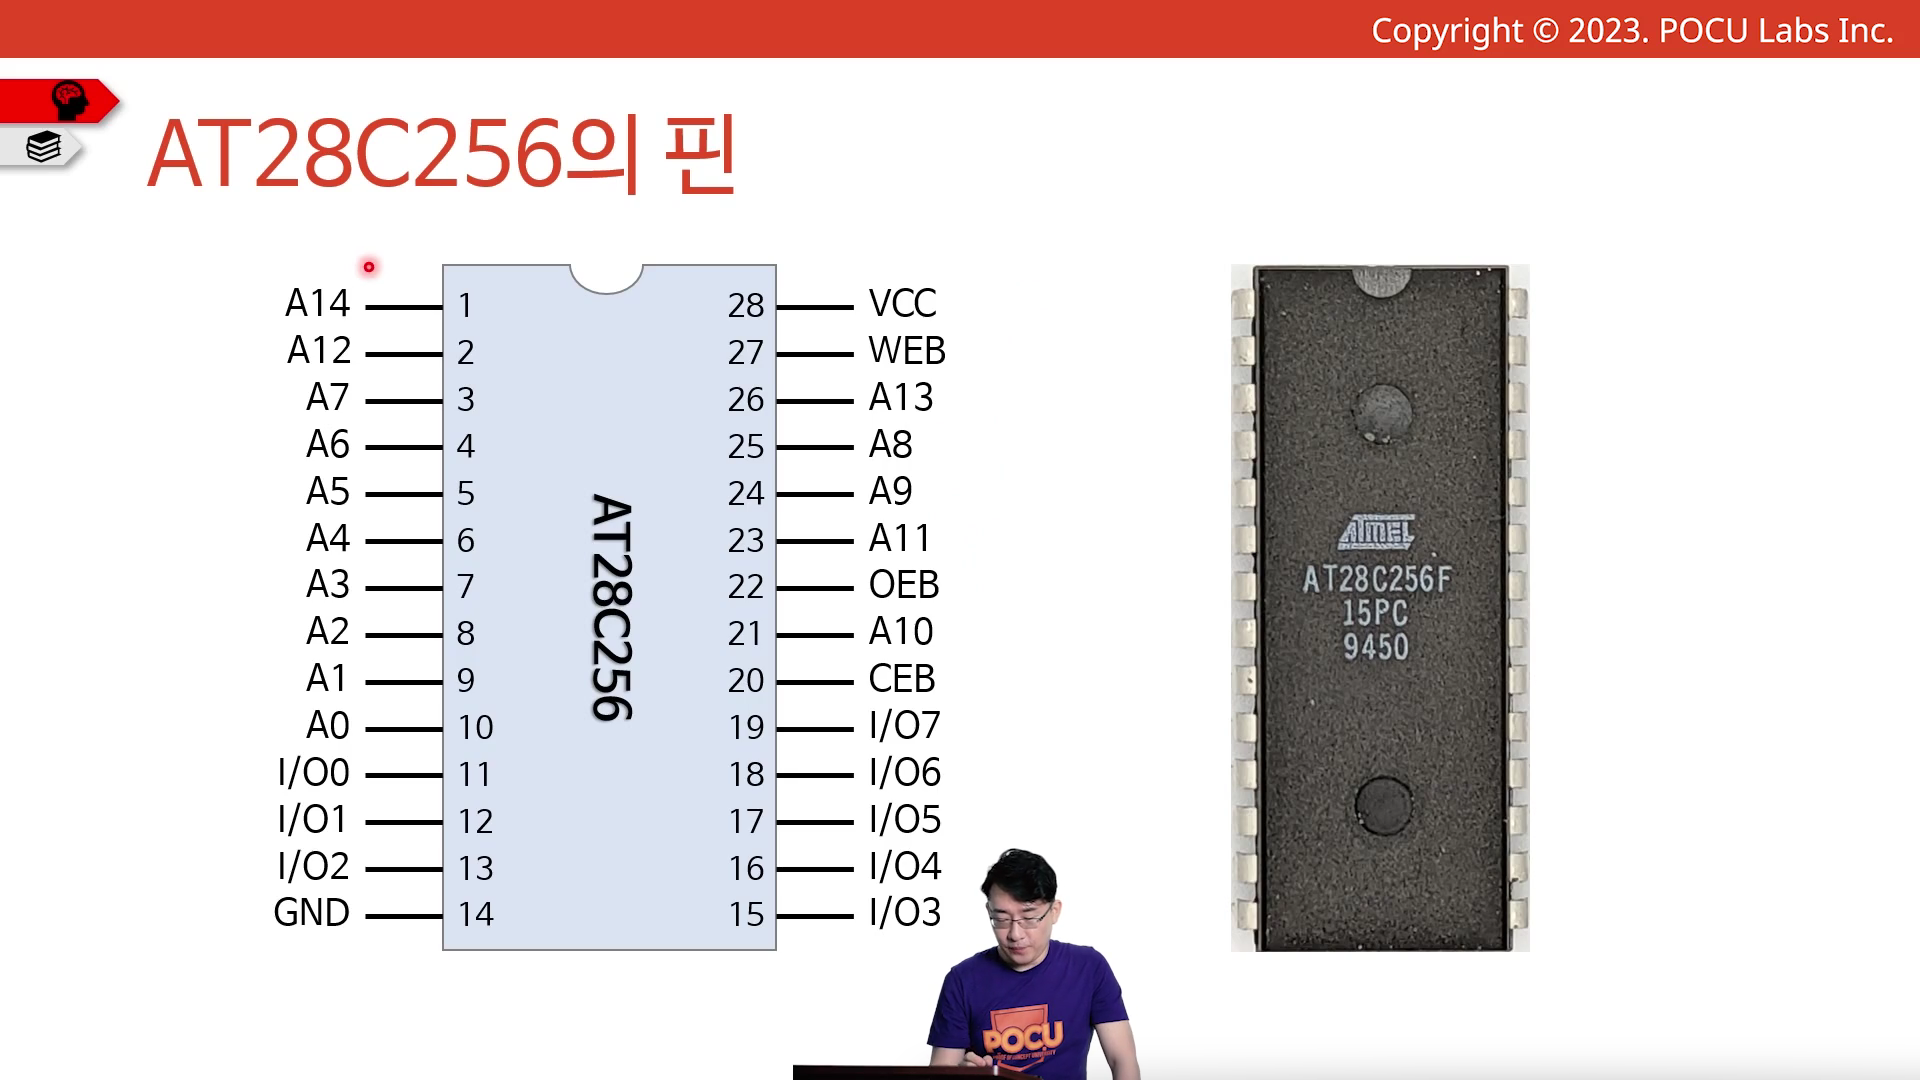 Copyright © 2023. POCU Labs Inc.
AT28C256의 핀
A14 1 28 VCC
A12 2 27 WEB
A7 3 26 A13
A6 4 25 A8
A5 5 24 A9
A4 6 23 A11
A3 7 22 OEB
A2 8 21 A10
A1 9 20 CEB
A0 10 19 I/O7
I/O0 11 18 I/O6
I/O1 12 17 I/O5
I/O2 13 16 I/O4
GND 14 15 I/O3
AT28C256
ATMEL
AT28C256F
15PC
9450
POCU